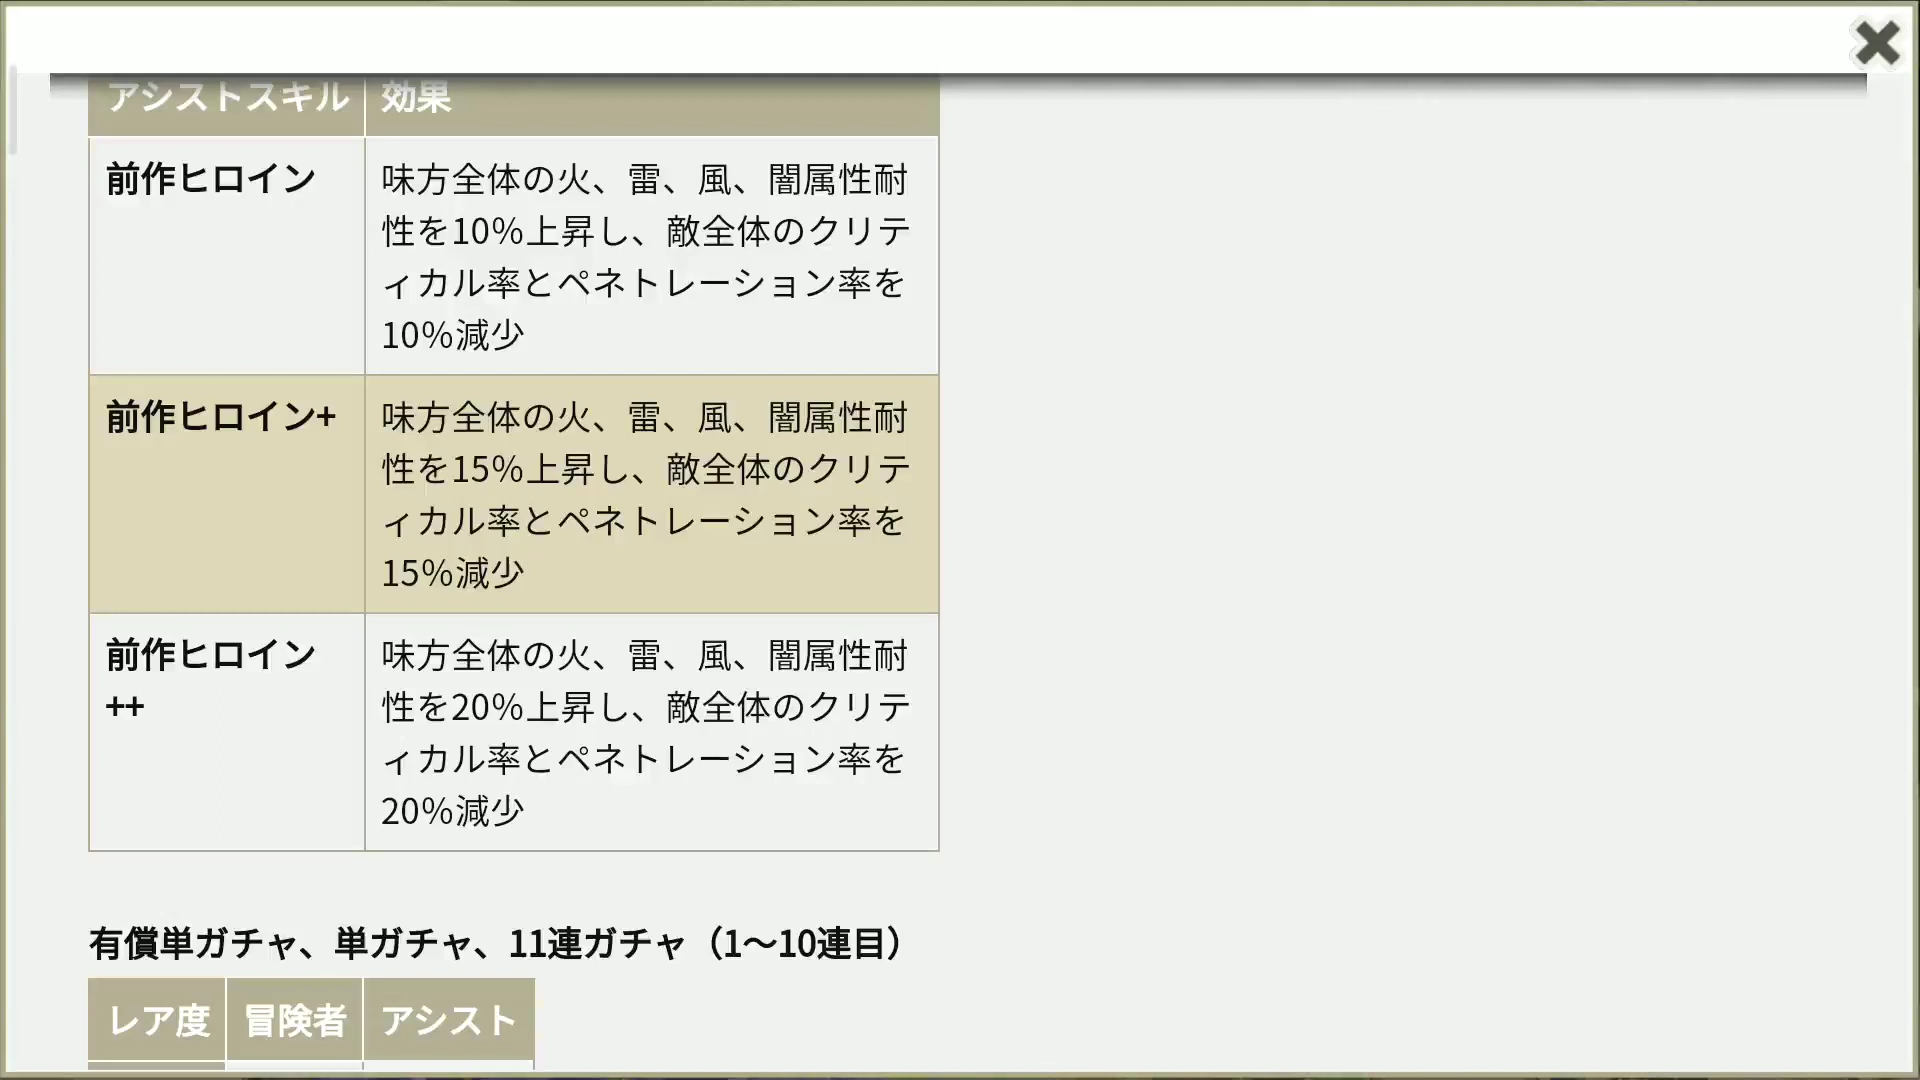 アシストスキル 効果
前作ヒロイン 味方全体の火、雷、風、闇属性耐
性を10%上昇し、敵全体のクリテ
ィカル率とペネトレーション率を
10%減少
前作ヒロイン+ 味方全体の火、雷、風、闇属性耐
性を15%上昇し、敵全体のクリテ
ィカル率とペネトレーション率を
15%減少
前作ヒロイン 味方全体の火、雷、風、闇属性耐
++ 性を20%上昇し、敵全体のクリテ
ィカル率とペネトレーション率を
20%減少
有償単ガチャ、単ガチャ、11連ガチャ（1〜10連目）
レア度 冒険者 アシスト